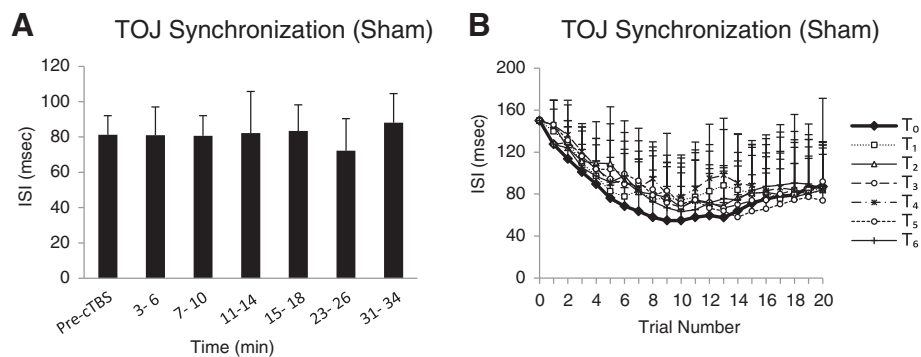 A
TOJ Synchronization (Sham)
120
100
80
60
40
20
0
ISI (msec)
Pre-cTBS
3- 6
7- 10
11-14
15- 18
23- 26
31- 34
Time (min)
B
TOJ Synchronization (Sham)
200
160
120
80
40
0
ISI (msec)
0 2 4 6 8 10 12 14 16 18 20
Trial Number
T₀
T₁
T₂
T₃
T₄
T₅
T₆